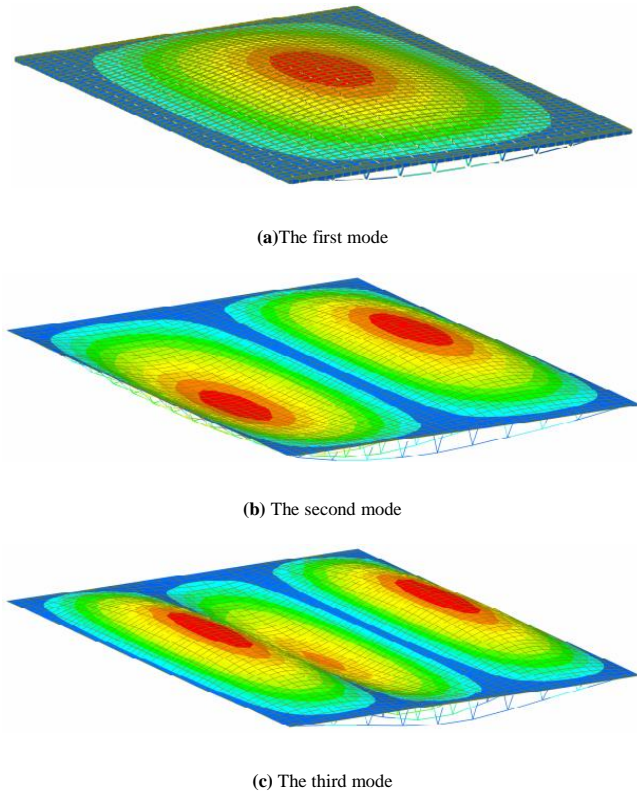 (a)The first mode
(b) The second mode
(c) The third mode